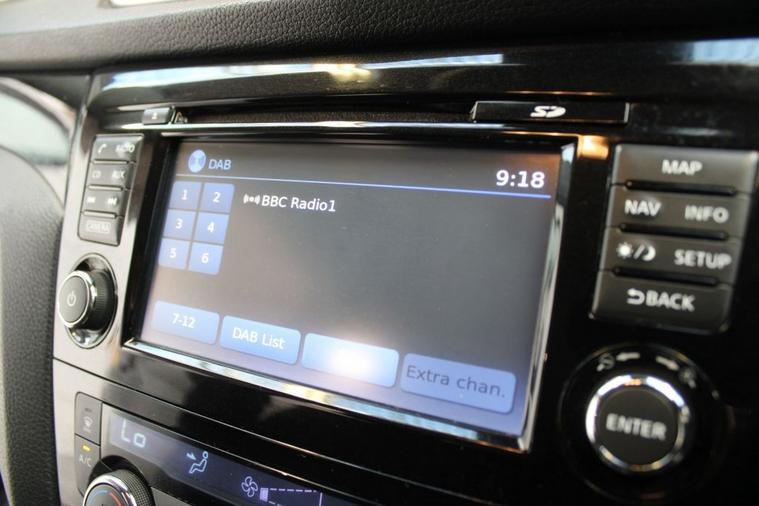 SD
RADIO
CD AUX
CAMERA
DAB
9:18
1 2
BBC Radio1
3 4
5 6
7-12
DAB List
Extra chan.
MAP
NAV INFO
SETUP
BACK
ENTER
Lo
A/C